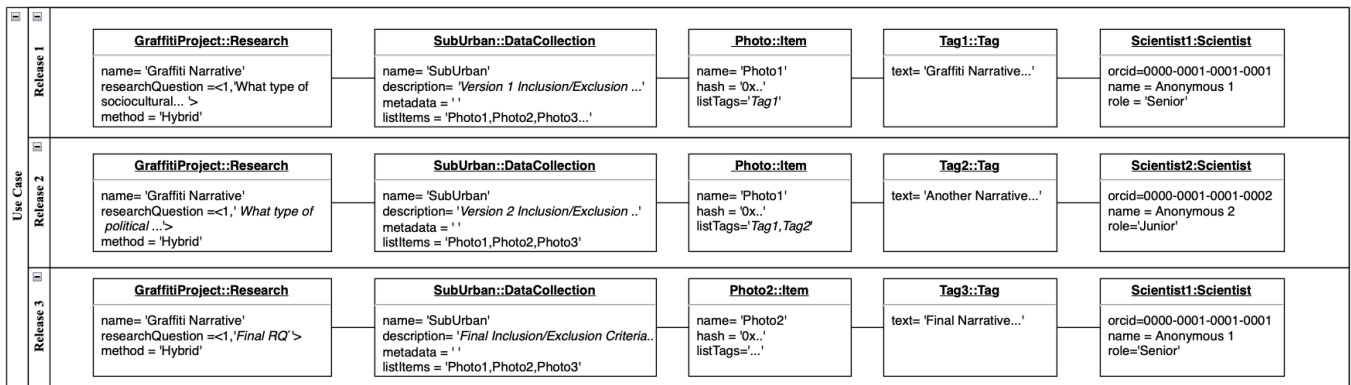 Use Case
Release 1
GraffitiProject::Research
name= 'Graffiti Narrative'
researchQuestion =<1,'What type of
sociocultural... '>
method = 'Hybrid'
SubUrban::DataCollection
name= 'SubUrban'
description= 'Version 1 Inclusion/Exclusion ...'
metadata = ' '
listItems = 'Photo1,Photo2,Photo3...'
Photo::Item
name= 'Photo1'
hash = '0x..'
listTags='Tag1'
Tag1::Tag
text= 'Graffiti Narrative...'
Scientist1:Scientist
orcid=0000-0001-0001-0001
name = Anonymous 1
role = 'Senior'
Release 2
GraffitiProject::Research
name= 'Graffiti Narrative'
researchQuestion =<1,' What type of
political ...'>
method = 'Hybrid'
SubUrban::DataCollection
name= 'SubUrban'
description= 'Version 2 Inclusion/Exclusion ..'
metadata = ' '
listItems = 'Photo1,Photo2,Photo3'
Photo::Item
name= 'Photo1'
hash = '0x..'
listTags='Tag1,Tag2'
Tag2::Tag
text= 'Another Narrative...'
Scientist2:Scientist
orcid=0000-0001-0001-0002
name = Anonymous 2
role='Junior'
Release 3
GraffitiProject::Research
name= 'Graffiti Narrative'
researchQuestion=<1,'Final RQ'>
method = 'Hybrid'
SubUrban::DataCollection
name= 'SubUrban'
description= 'Final Inclusion/Exclusion Criteria..
metadata = ' '
listItems = 'Photo1,Photo2,Photo3'
Photo2::Item
name= 'Photo2'
hash = '0x..'
listTags='...'
Tag3::Tag
text= 'Final Narrative...'
Scientist1:Scientist
orcid=0000-0001-0001-0001
name = Anonymous 1
role='Senior'